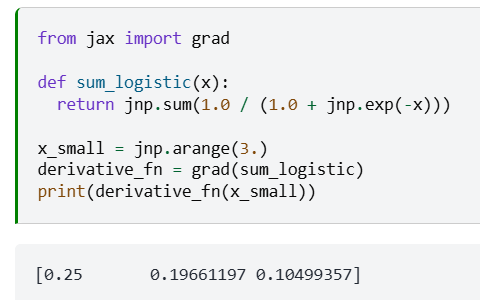 from jax import grad
def sum_logistic(x):
  return jnp.sum(1.0 / (1.0 + jnp.exp(-x)))
x_small = jnp.arange(3.)
derivative_fn = grad(sum_logistic)
print(derivative_fn(x_small))
[0.25       0.19661197 0.10499357]